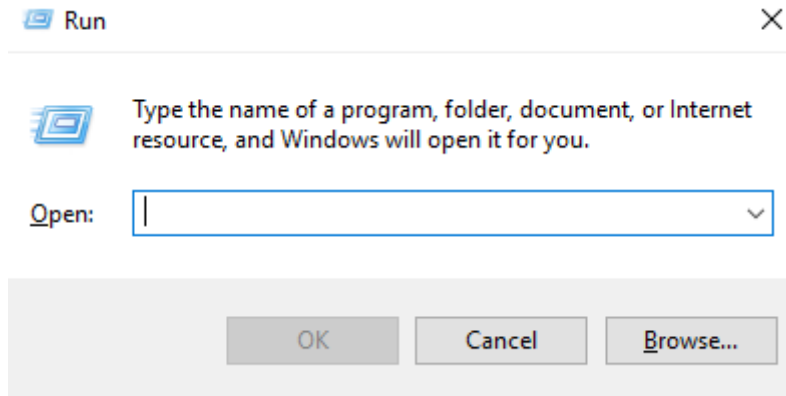 Run
Type the name of a program, folder, document, or Internet
resource, and Windows will open it for you.
Open:
OK Cancel Browse...